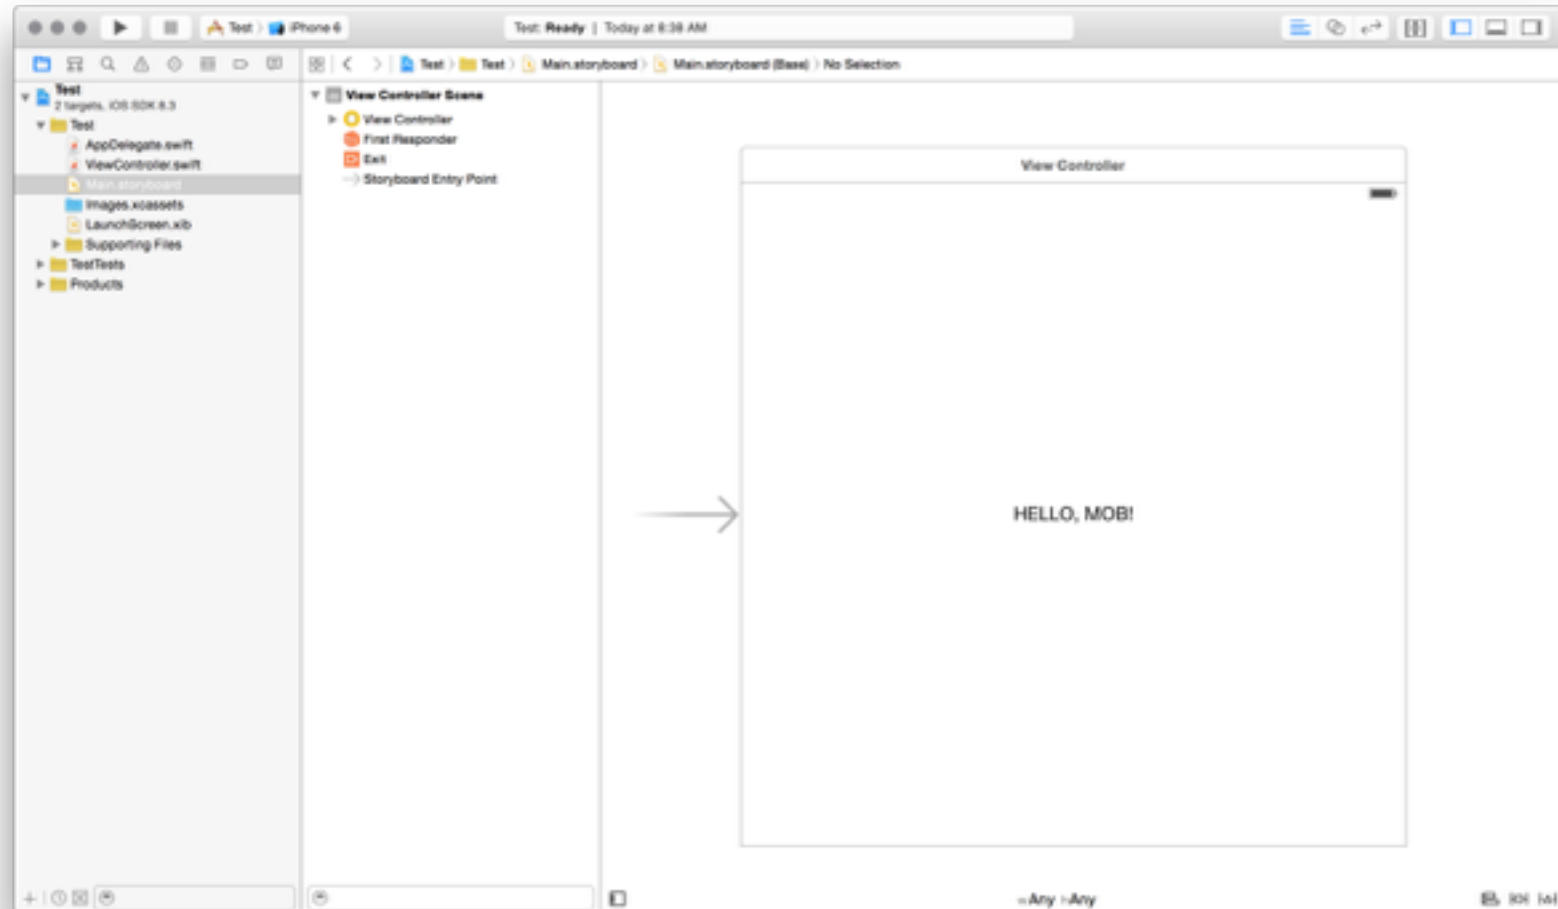 Test iPhone 6
Test: Ready | Today at 8:38 AM
Test Test Main.storyboard Main.storyboard (Base) No Selection
Test
2 targets, iOS SDK 8.3
Test
AppDelegate.swift
ViewController.swift
Main.storyboard
Images.xcassets
LaunchScreen.xib
Supporting Files
TestTests
Products
View Controller Scene
View Controller
First Responder
Exit
Storyboard Entry Point
View Controller
HELLO, MOB!
wAny hAny